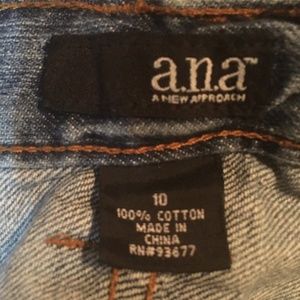 a.n.a™
A NEW APPROACH
10
100% COTTON
MADE IN
CHINA
RN#93677